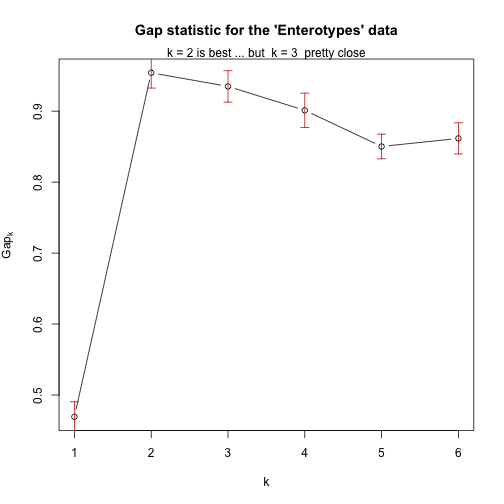 Gap statistic for the 'Enterotypes' data
k = 2 is best ... but  k = 3  pretty close
Gapk
0.9
0.8
0.7
0.6
0.5
1 2 3 4 5 6
k